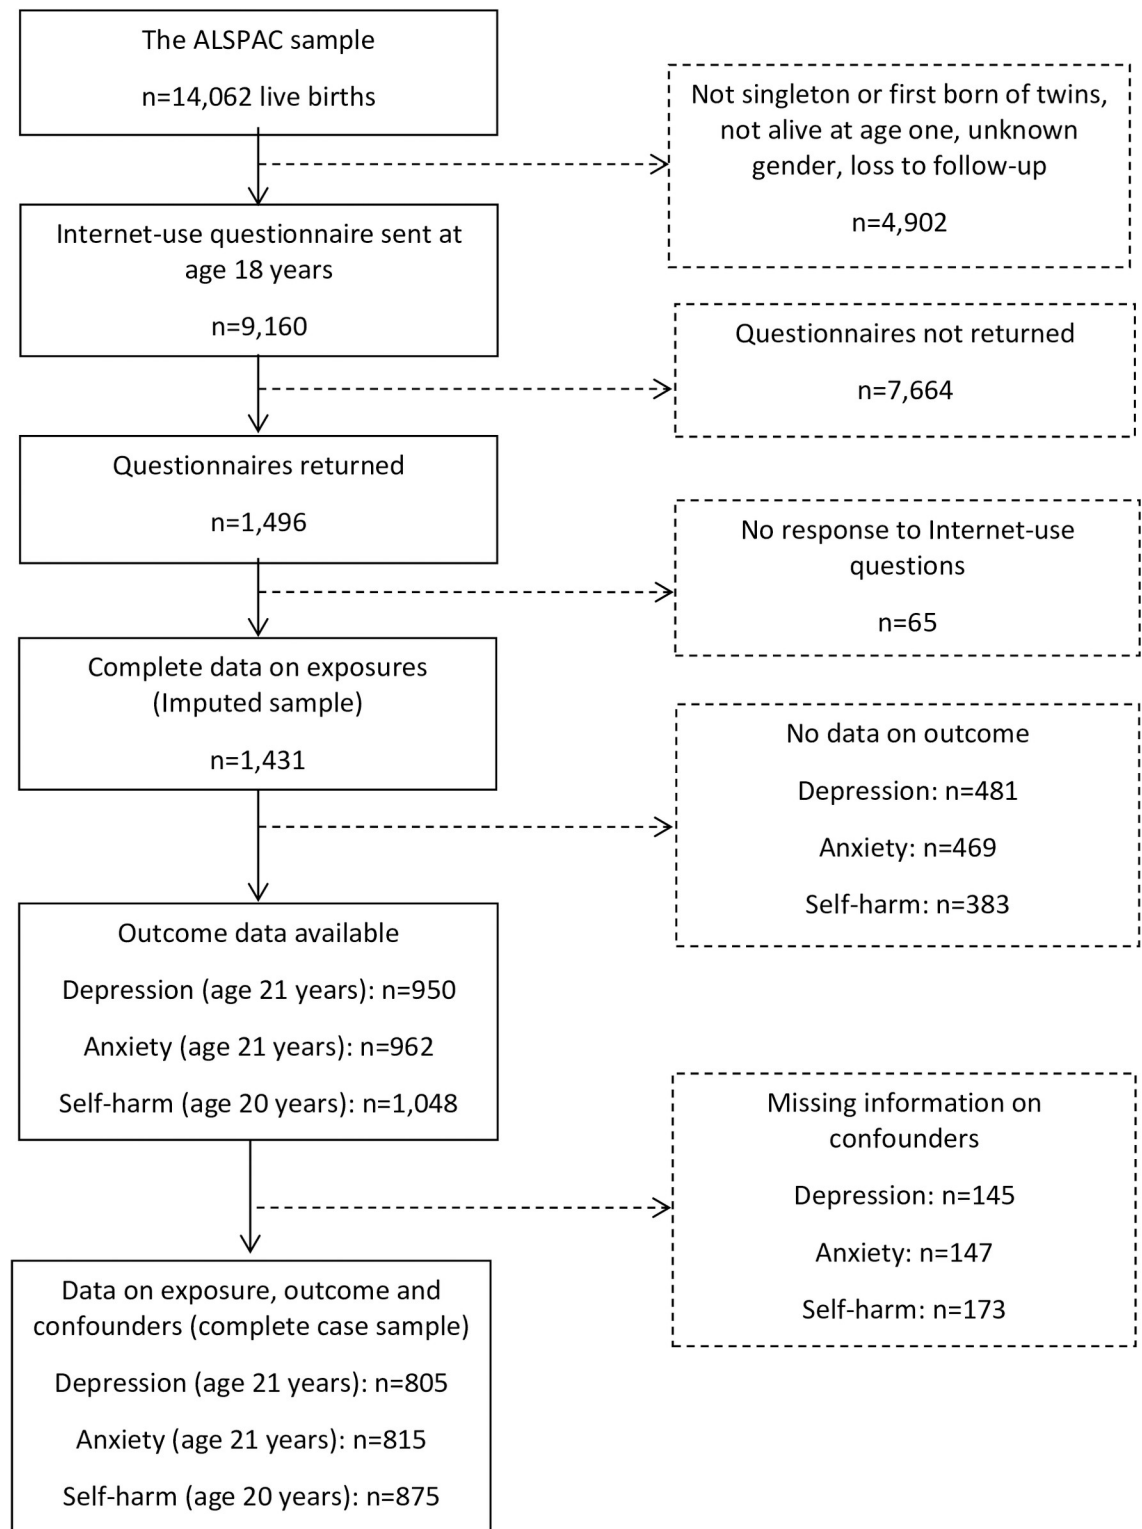 The ALSPAC sample
n=14,062 live births
Not singleton or first born of twins,
not alive at age one, unknown
gender, loss to follow-up
n=4,902
Internet-use questionnaire sent at
age 18 years
n=9,160
Questionnaires not returned
n=7,664
Questionnaires returned
n=1,496
No response to Internet-use
questions
n=65
Complete data on exposures
(Imputed sample)
n=1,431
No data on outcome
Depression: n=481
Anxiety: n=469
Self-harm: n=383
Outcome data available
Depression (age 21 years): n=950
Anxiety (age 21 years): n=962
Self-harm (age 20 years): n=1,048
Missing information on
confounders
Depression: n=145
Anxiety: n=147
Self-harm: n=173
Data on exposure, outcome and
confounders (complete case sample)
Depression (age 21 years): n=805
Anxiety (age 21 years): n=815
Self-harm (age 20 years): n=875